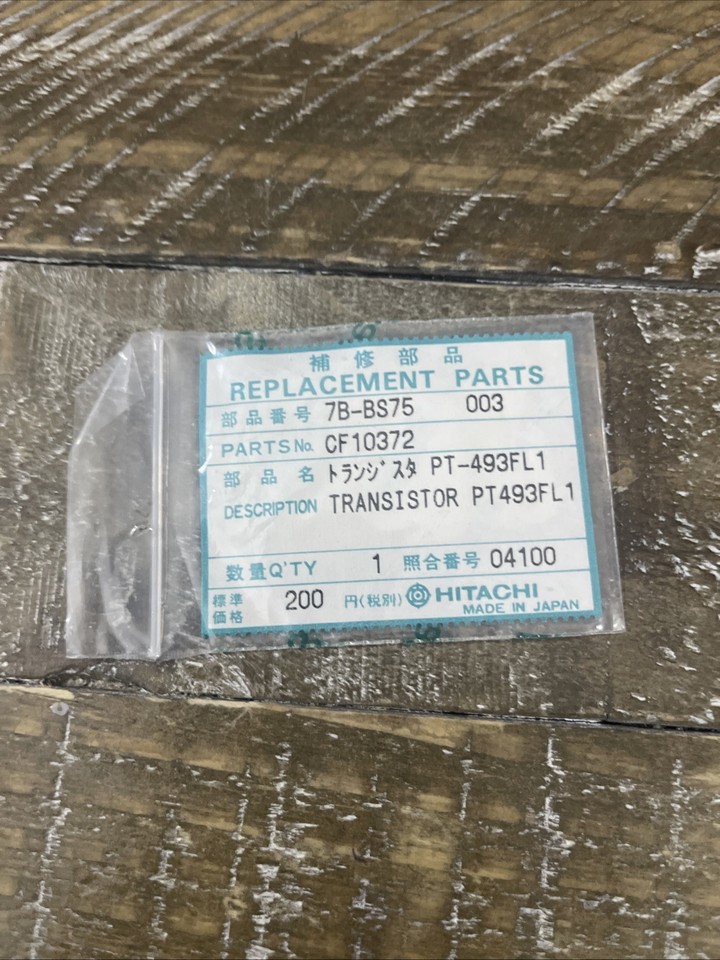 補修部品
REPLACEMENT PARTS
部品番号 7B-BS75 003
PARTS No. CF10372
部品名 トランジスタ PT-493FL1
DESCRIPTION TRANSISTOR PT493FL1
数量Q'TY 1 照合番号 04100
標準価格 200 円(税別) HITACHI
MADE IN JAPAN